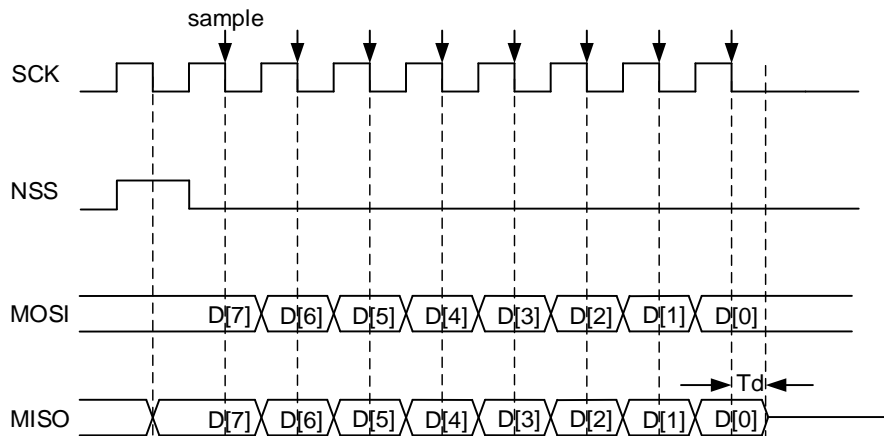 sample
SCK
NSS
MOSI D[7] D[6] D[5] D[4] D[3] D[2] D[1] D[0]
Td
MISO D[7] D[6] D[5] D[4] D[3] D[2] D[1] D[0]